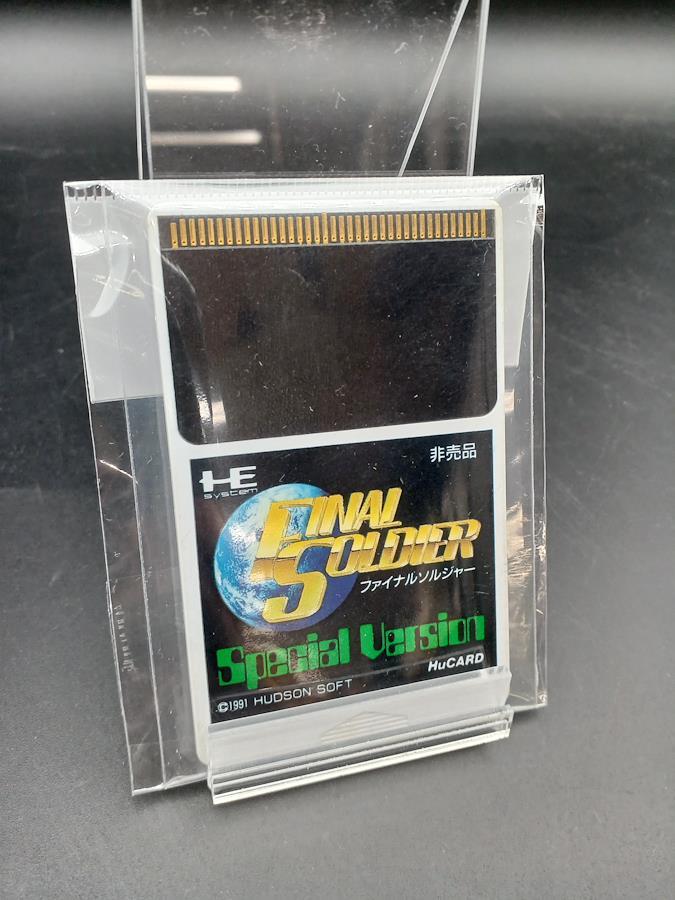 非売品
HE
system
FINAL
SOLDIER
ファイナルソルジャー
Special Version
HuCARD
©1991 HUDSON SOFT